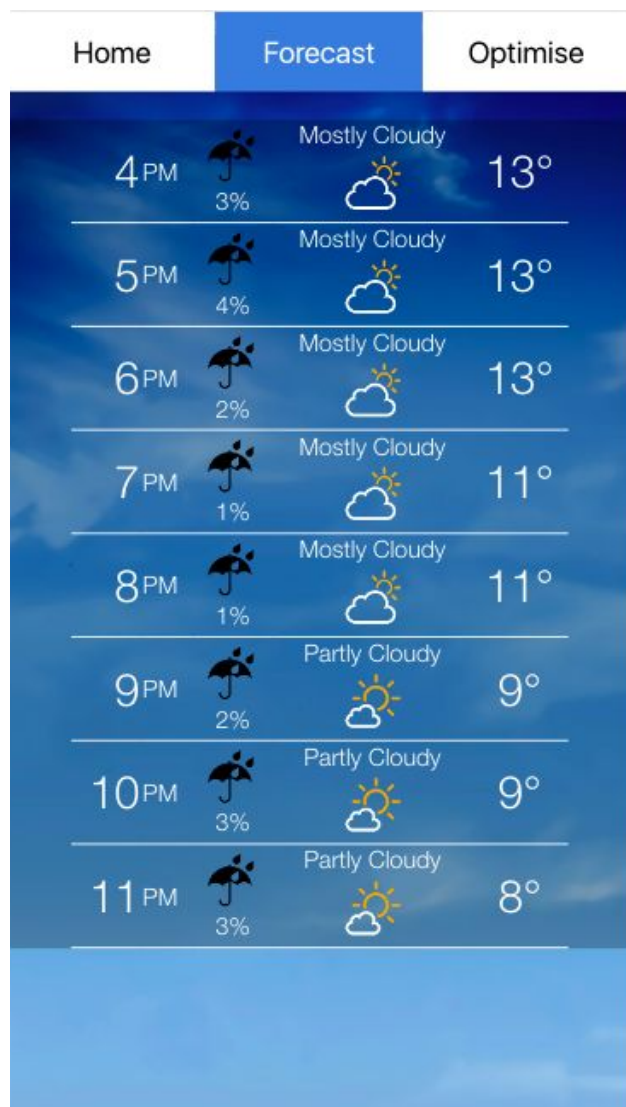 Home Forecast Optimise
Mostly Cloudy
4PM 13°
3%
Mostly Cloudy
5PM 13°
4%
Mostly Cloudy
6PM 13°
2%
Mostly Cloudy
7PM 11°
1%
Mostly Cloudy
8PM 11°
1%
Partly Cloudy
9PM 9°
2%
Partly Cloudy
10PM 9°
3%
Partly Cloudy
11PM 8°
3%